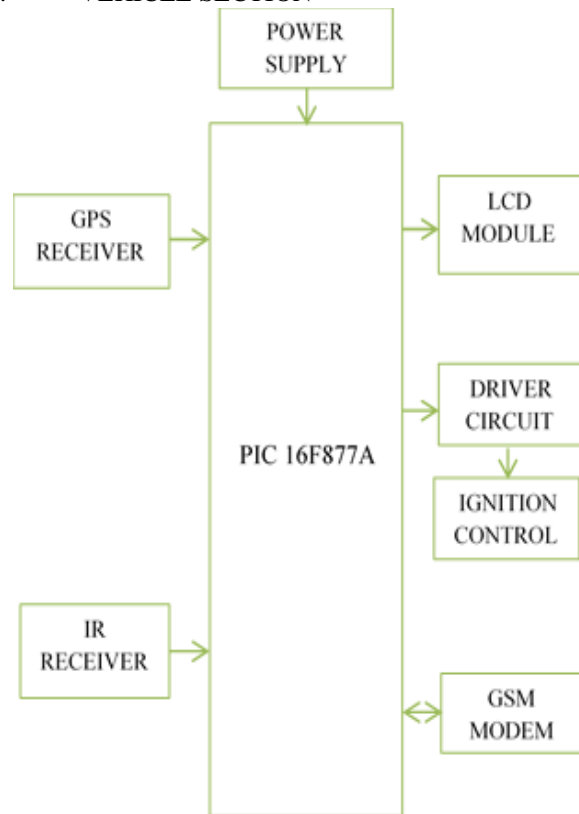 POWER
SUPPLY
GPS
RECEIVER
LCD
MODULE
DRIVER
CIRCUIT
PIC 16F877A
IGNITION
CONTROL
IR
RECEIVER
GSM
MODEM